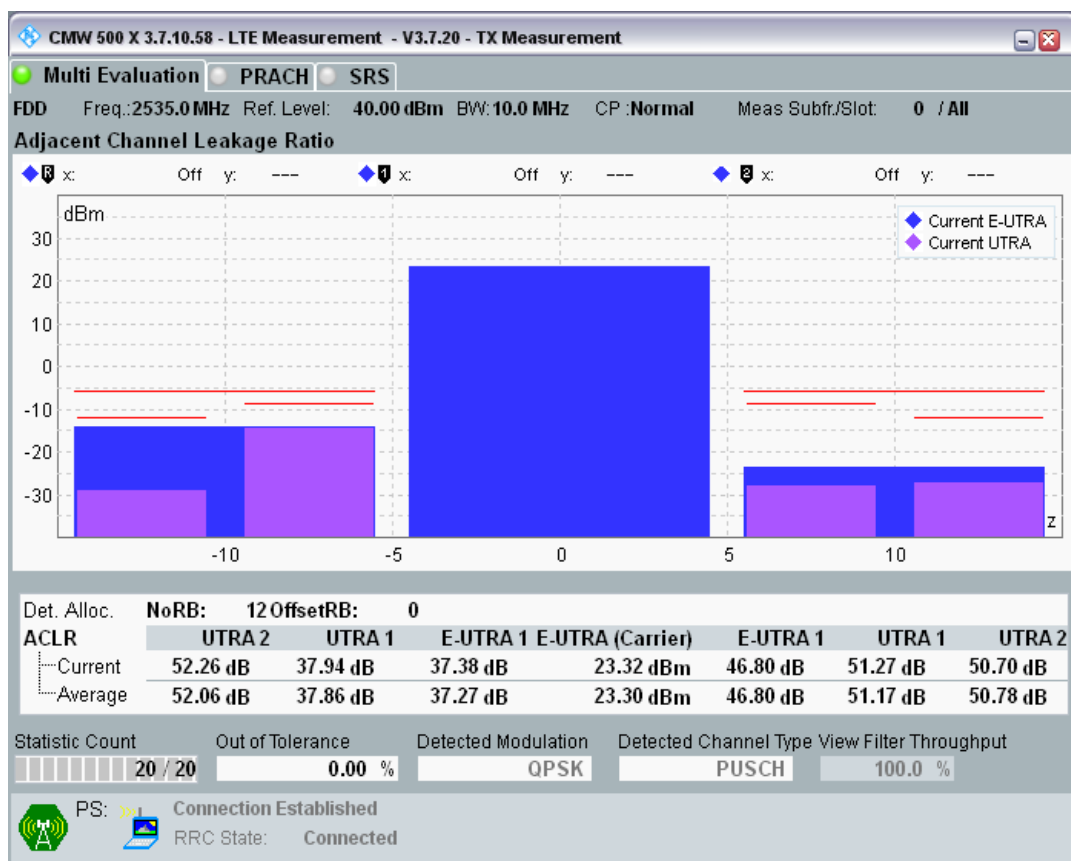 CMW 500 X 3.7.10.58 - LTE Measurement - V3.7.20 - TX Measurement
Multi Evaluation PRACH SRS
FDD Freq.:2535.0 MHz Ref. Level: 40.00 dBm BW:10.0 MHz CP :Normal Meas Subfr./Slot: 0 / All
Adjacent Channel Leakage Ratio
R x: Off y: --- 1 x: Off y: --- 2 x: Off y: ---
dBm
Current E-UTRA
Current UTRA
30
20
10
0
-10
-20
-30
z
-10 -5 0 5 10
Det. Alloc. NoRB: 12 OffsetRB: 0
ACLR UTRA 2 UTRA 1 E-UTRA 1 E-UTRA (Carrier) E-UTRA 1 UTRA 1 UTRA 2
Current 52.26 dB 37.94 dB 37.38 dB 23.32 dBm 46.80 dB 51.27 dB 50.70 dB
Average 52.06 dB 37.86 dB 37.27 dB 23.30 dBm 46.80 dB 51.17 dB 50.78 dB
Statistic Count Out of Tolerance Detected Modulation Detected Channel Type View Filter Throughput
20 / 20 0.00 % QPSK PUSCH 100.0 %
PS: Connection Established
RRC State: Connected